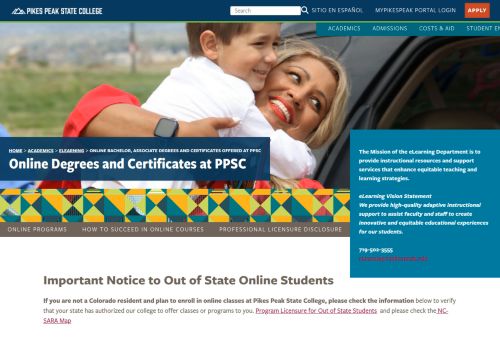 PIKES PEAK STATE COLLEGE
Search
SITIO EN ESPAÑOL
MYPIKESPEAK PORTAL LOGIN
APPLY
ACADEMICS
ADMISSIONS
COSTS & AID
STUDENT EN
HOME > ACADEMICS > ELEARNING > ONLINE BACHELOR, ASSOCIATE DEGREES AND CERTIFICATES OFFERED AT PPSC
Online Degrees and Certificates at PPSC
The Mission of the eLearning Department is to
provide instructional resources and support
services that enhance equitable teaching and
learning strategies.
eLearning Vision Statement
We provide high-quality adaptive instructional
support to assist faculty and staff to create
innovative and equitable educational experiences
for our students.
719-502-3555
ONLINE PROGRAMS
HOW TO SUCCEED IN ONLINE COURSES
PROFESSIONAL LICENSURE DISCLOSURE
Important Notice to Out of State Online Students
If you are not a Colorado resident and plan to enroll in online classes at Pikes Peak State College, please check the information below to verify
that your state has authorized our college to offer classes or programs to you, Program Licensure for Out of State Students and please check the NC-
SARA Map